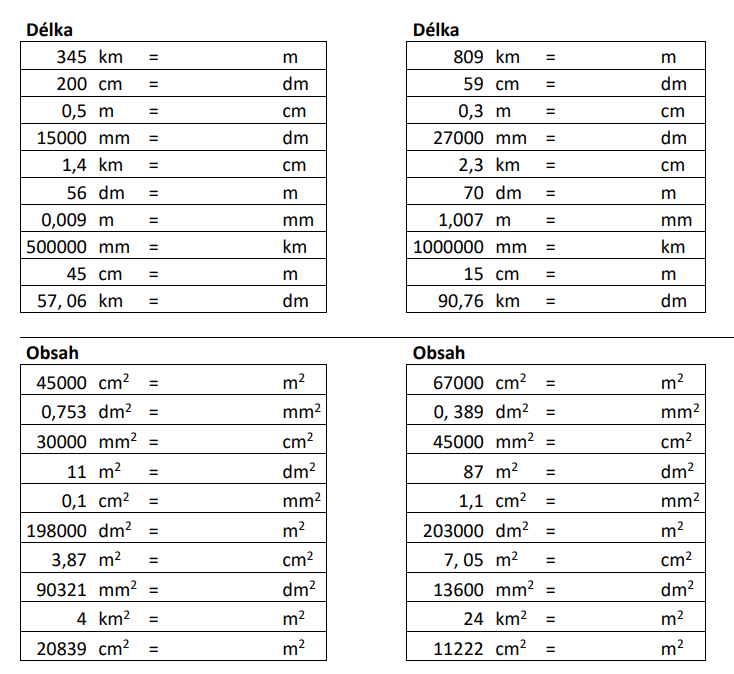 Délka Délka
345 km = m 809 km = m
200 cm = dm 59 cm = dm
0,5 m = cm 0,3 m = cm
15000 mm = dm 27000 mm = dm
1,4 km = cm 2,3 km = cm
56 dm = m 70 dm = m
0,009 m = mm 1,007 m = mm
500000 mm = km 1000000 mm = km
45 cm = m 15 cm = m
57, 06 km = dm 90,76 km = dm
Obsah Obsah
45000 cm² = m² 67000 cm² = m²
0,753 dm² = mm² 0, 389 dm² = mm²
30000 mm² = cm² 45000 mm² = cm²
11 m² = dm² 87 m² = dm²
0,1 cm² = mm² 1,1 cm² = mm²
198000 dm² = m² 203000 dm² = m²
3,87 m² = cm² 7, 05 m² = cm²
90321 mm² = dm² 13600 mm² = dm²
4 km² = m² 24 km² = m²
20839 cm² = m² 11222 cm² = m²